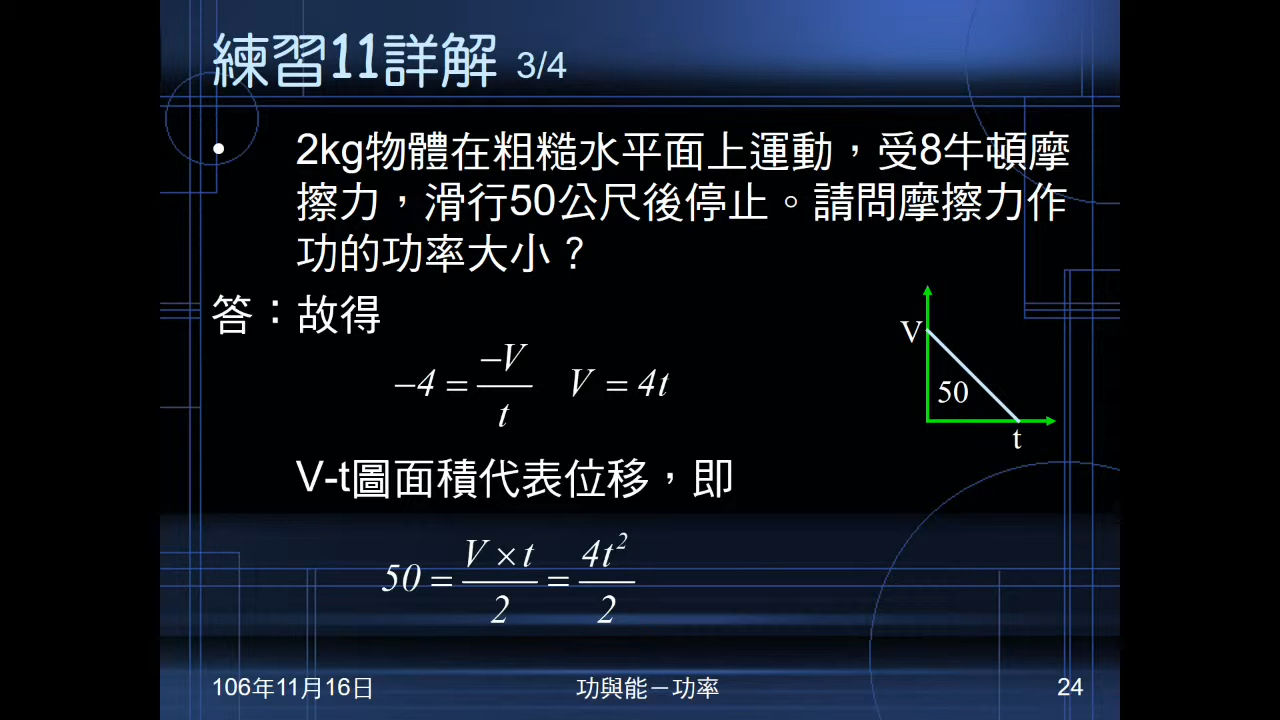 練習11詳解 3/4
• 2kg物體在粗糙水平面上運動，受8牛頓摩
擦力，滑行50公尺後停止。請問摩擦力作
功的功率大小？
答：故得
−4 = −V/t  V = 4t
V
50
t
V-t圖面積代表位移，即
50 = V × t/2 = 4t²/2
106年11月16日 功與能－功率 24